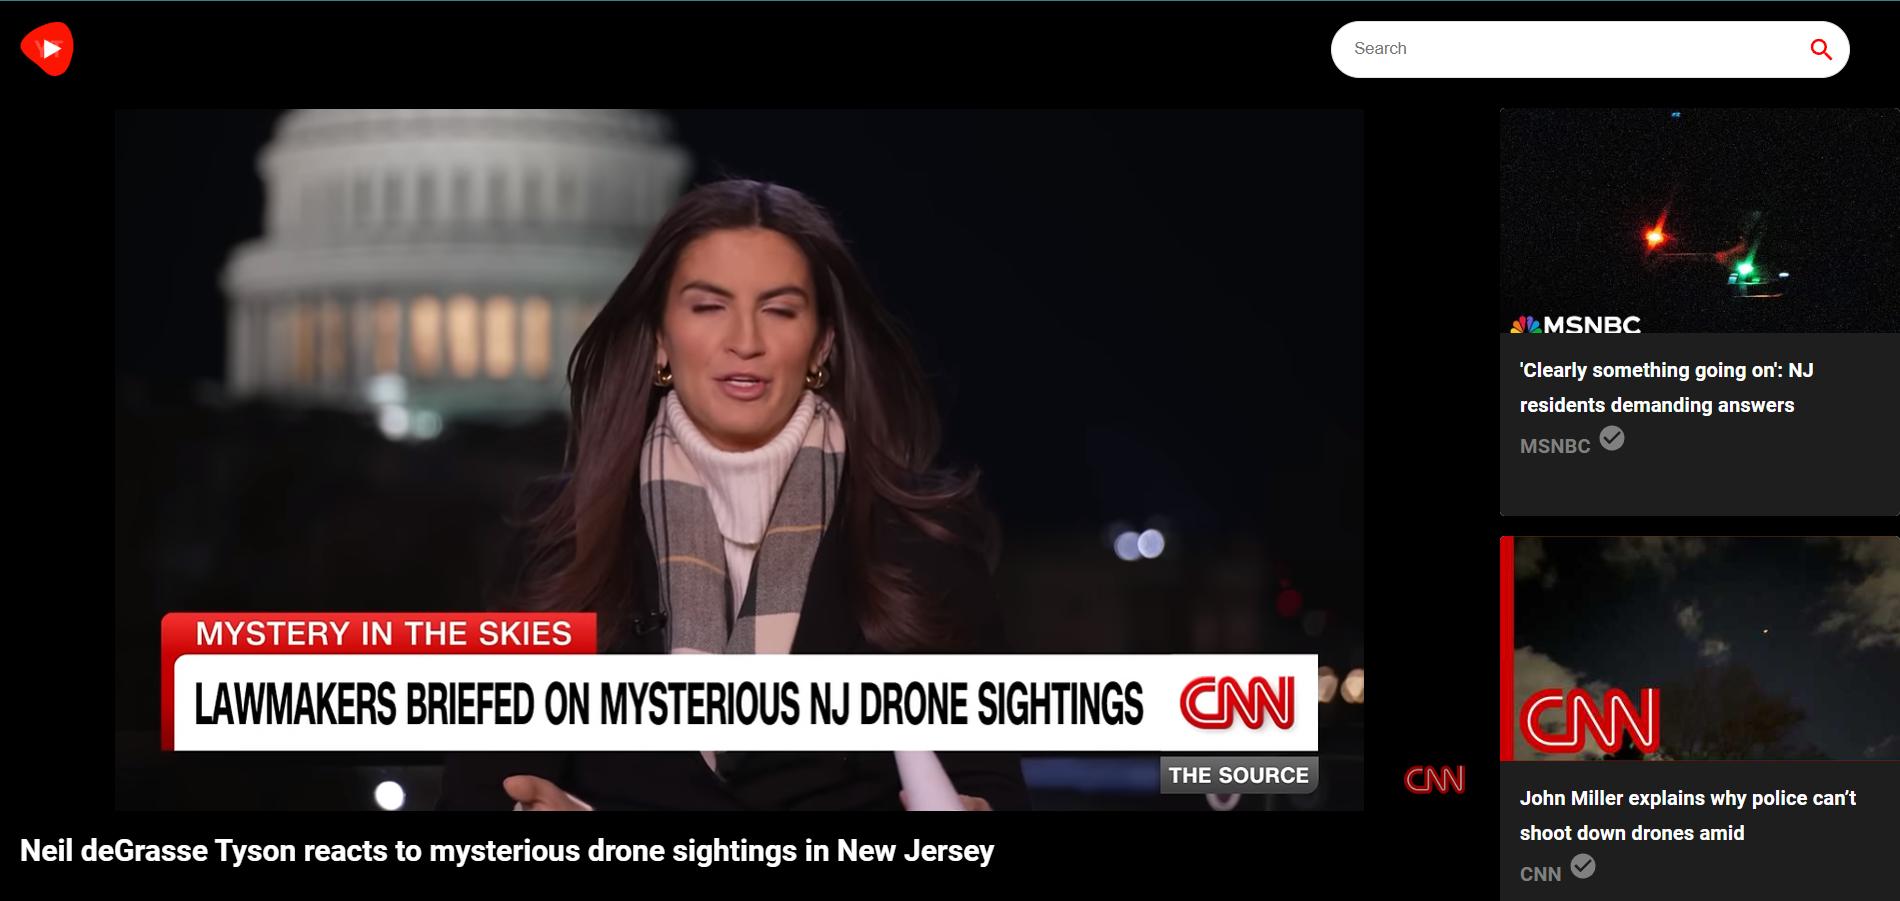 YT
Search
MYSTERY IN THE SKIES
LAWMAKERS BRIEFED ON MYSTERIOUS NJ DRONE SIGHTINGS
CNN
THE SOURCE
CNN
Neil deGrasse Tyson reacts to mysterious drone sightings in New Jersey
MSNBC
'Clearly something going on': NJ
residents demanding answers
MSNBC
CNN
John Miller explains why police can’t
shoot down drones amid
CNN